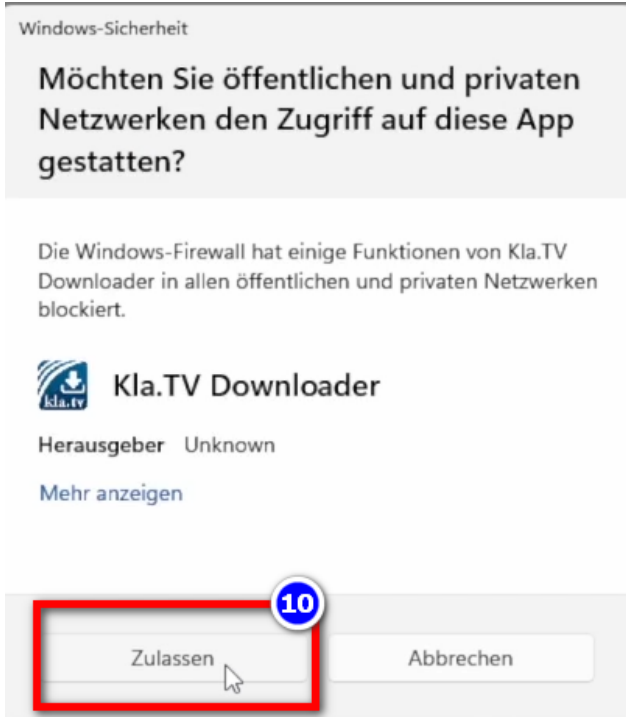 Windows-Sicherheit
Möchten Sie öffentlichen und privaten
Netzwerken den Zugriff auf diese App
gestatten?
Die Windows-Firewall hat einige Funktionen von Kla.TV
Downloader in allen öffentlichen und privaten Netzwerken
blockiert.
kla.tv
Kla.TV Downloader
Herausgeber Unknown
Mehr anzeigen
10
Zulassen Abbrechen